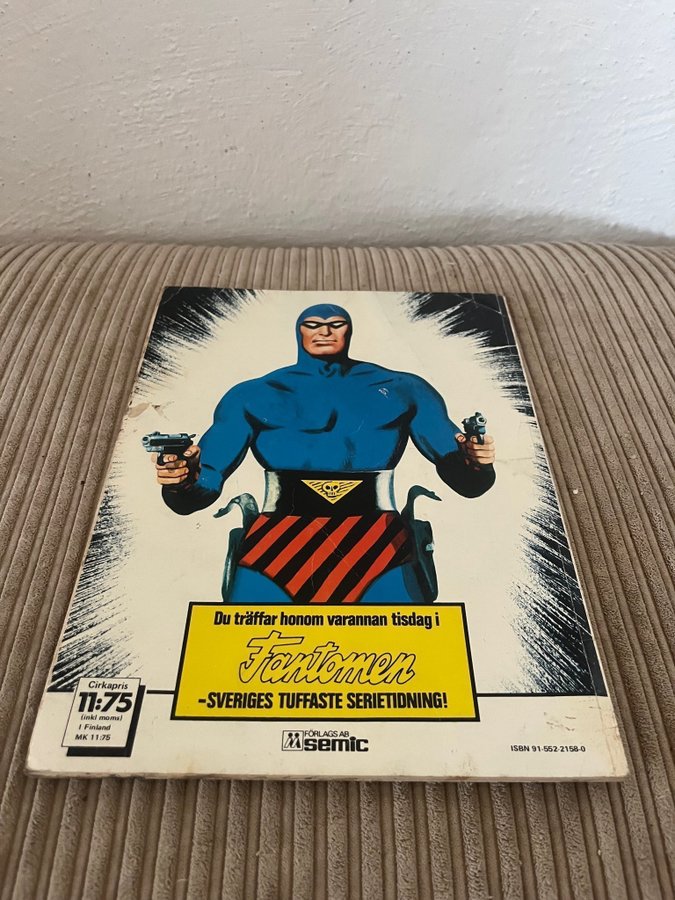 Du träffar honom varannan tisdag i
Fantomen
–SVERIGES TUFFASTE SERIETIDNING!
Cirkapris
11:75
(inkl moms)
I Finland
MK 11:75
FÖRLAGS AB
semic
ISBN 91-552-2158-0